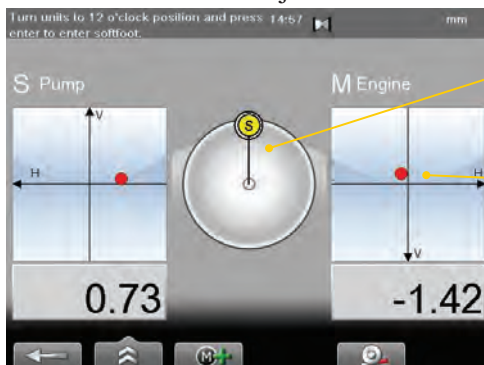 Turn units to 12 o'clock position and press 14:57 mm
enter to enter softfoot.
S Pump
M Engine
V
S
H
H
V
0.73
-1.42
M